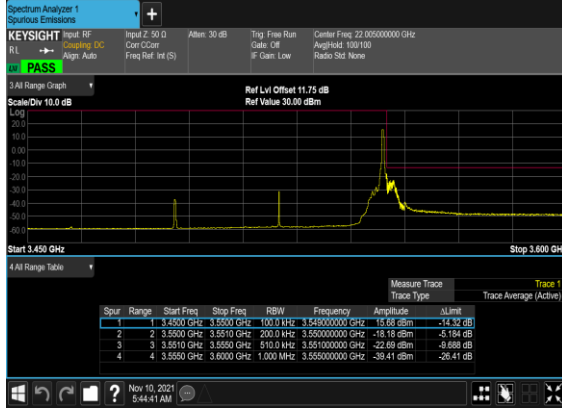 Spectrum Analyzer 1
Spurious Emissions
+
KEYSIGHT Input: RF Input Z: 50 Ω Atten: 30 dB Trig: Free Run Center Freq: 22.005000000 GHz
RL Coupling: DC Corr CCorr Gate: Off Avg|Hold: 100/100
Align: Auto Freq Ref: Int (S) IF Gain: Low Radio Std: None
PASS
3 All Range Graph
Ref Lvl Offset 11.75 dB
Scale/Div 10.0 dB Ref Value 30.00 dBm
Log
20.0
10.0
0.00
-10.0
-20.0
-30.0
-40.0
-50.0
-60.0
Start 3.450 GHz Stop 3.600 GH
4 All Range Table
Measure Trace Trace 1
Trace Type Trace Average (Active)
Spur Range Start Freq Stop Freq RBW Frequency Amplitude ΔLimit
1 1 3.4500 GHz 3.5500 GHz 100.0 kHz 3.549000000 GHz 15.68 dBm -14.32 dB
2 2 3.5500 GHz 3.5510 GHz 200.0 kHz 3.550000000 GHz -18.18 dBm -5.184 dB
3 3 3.5510 GHz 3.5550 GHz 510.0 kHz 3.551000000 GHz -22.69 dBm -9.688 dB
4 4 3.5550 GHz 3.6000 GHz 1.000 MHz 3.555000000 GHz -39.41 dBm -26.41 dB
? Nov 10, 2021
5:44:41 AM